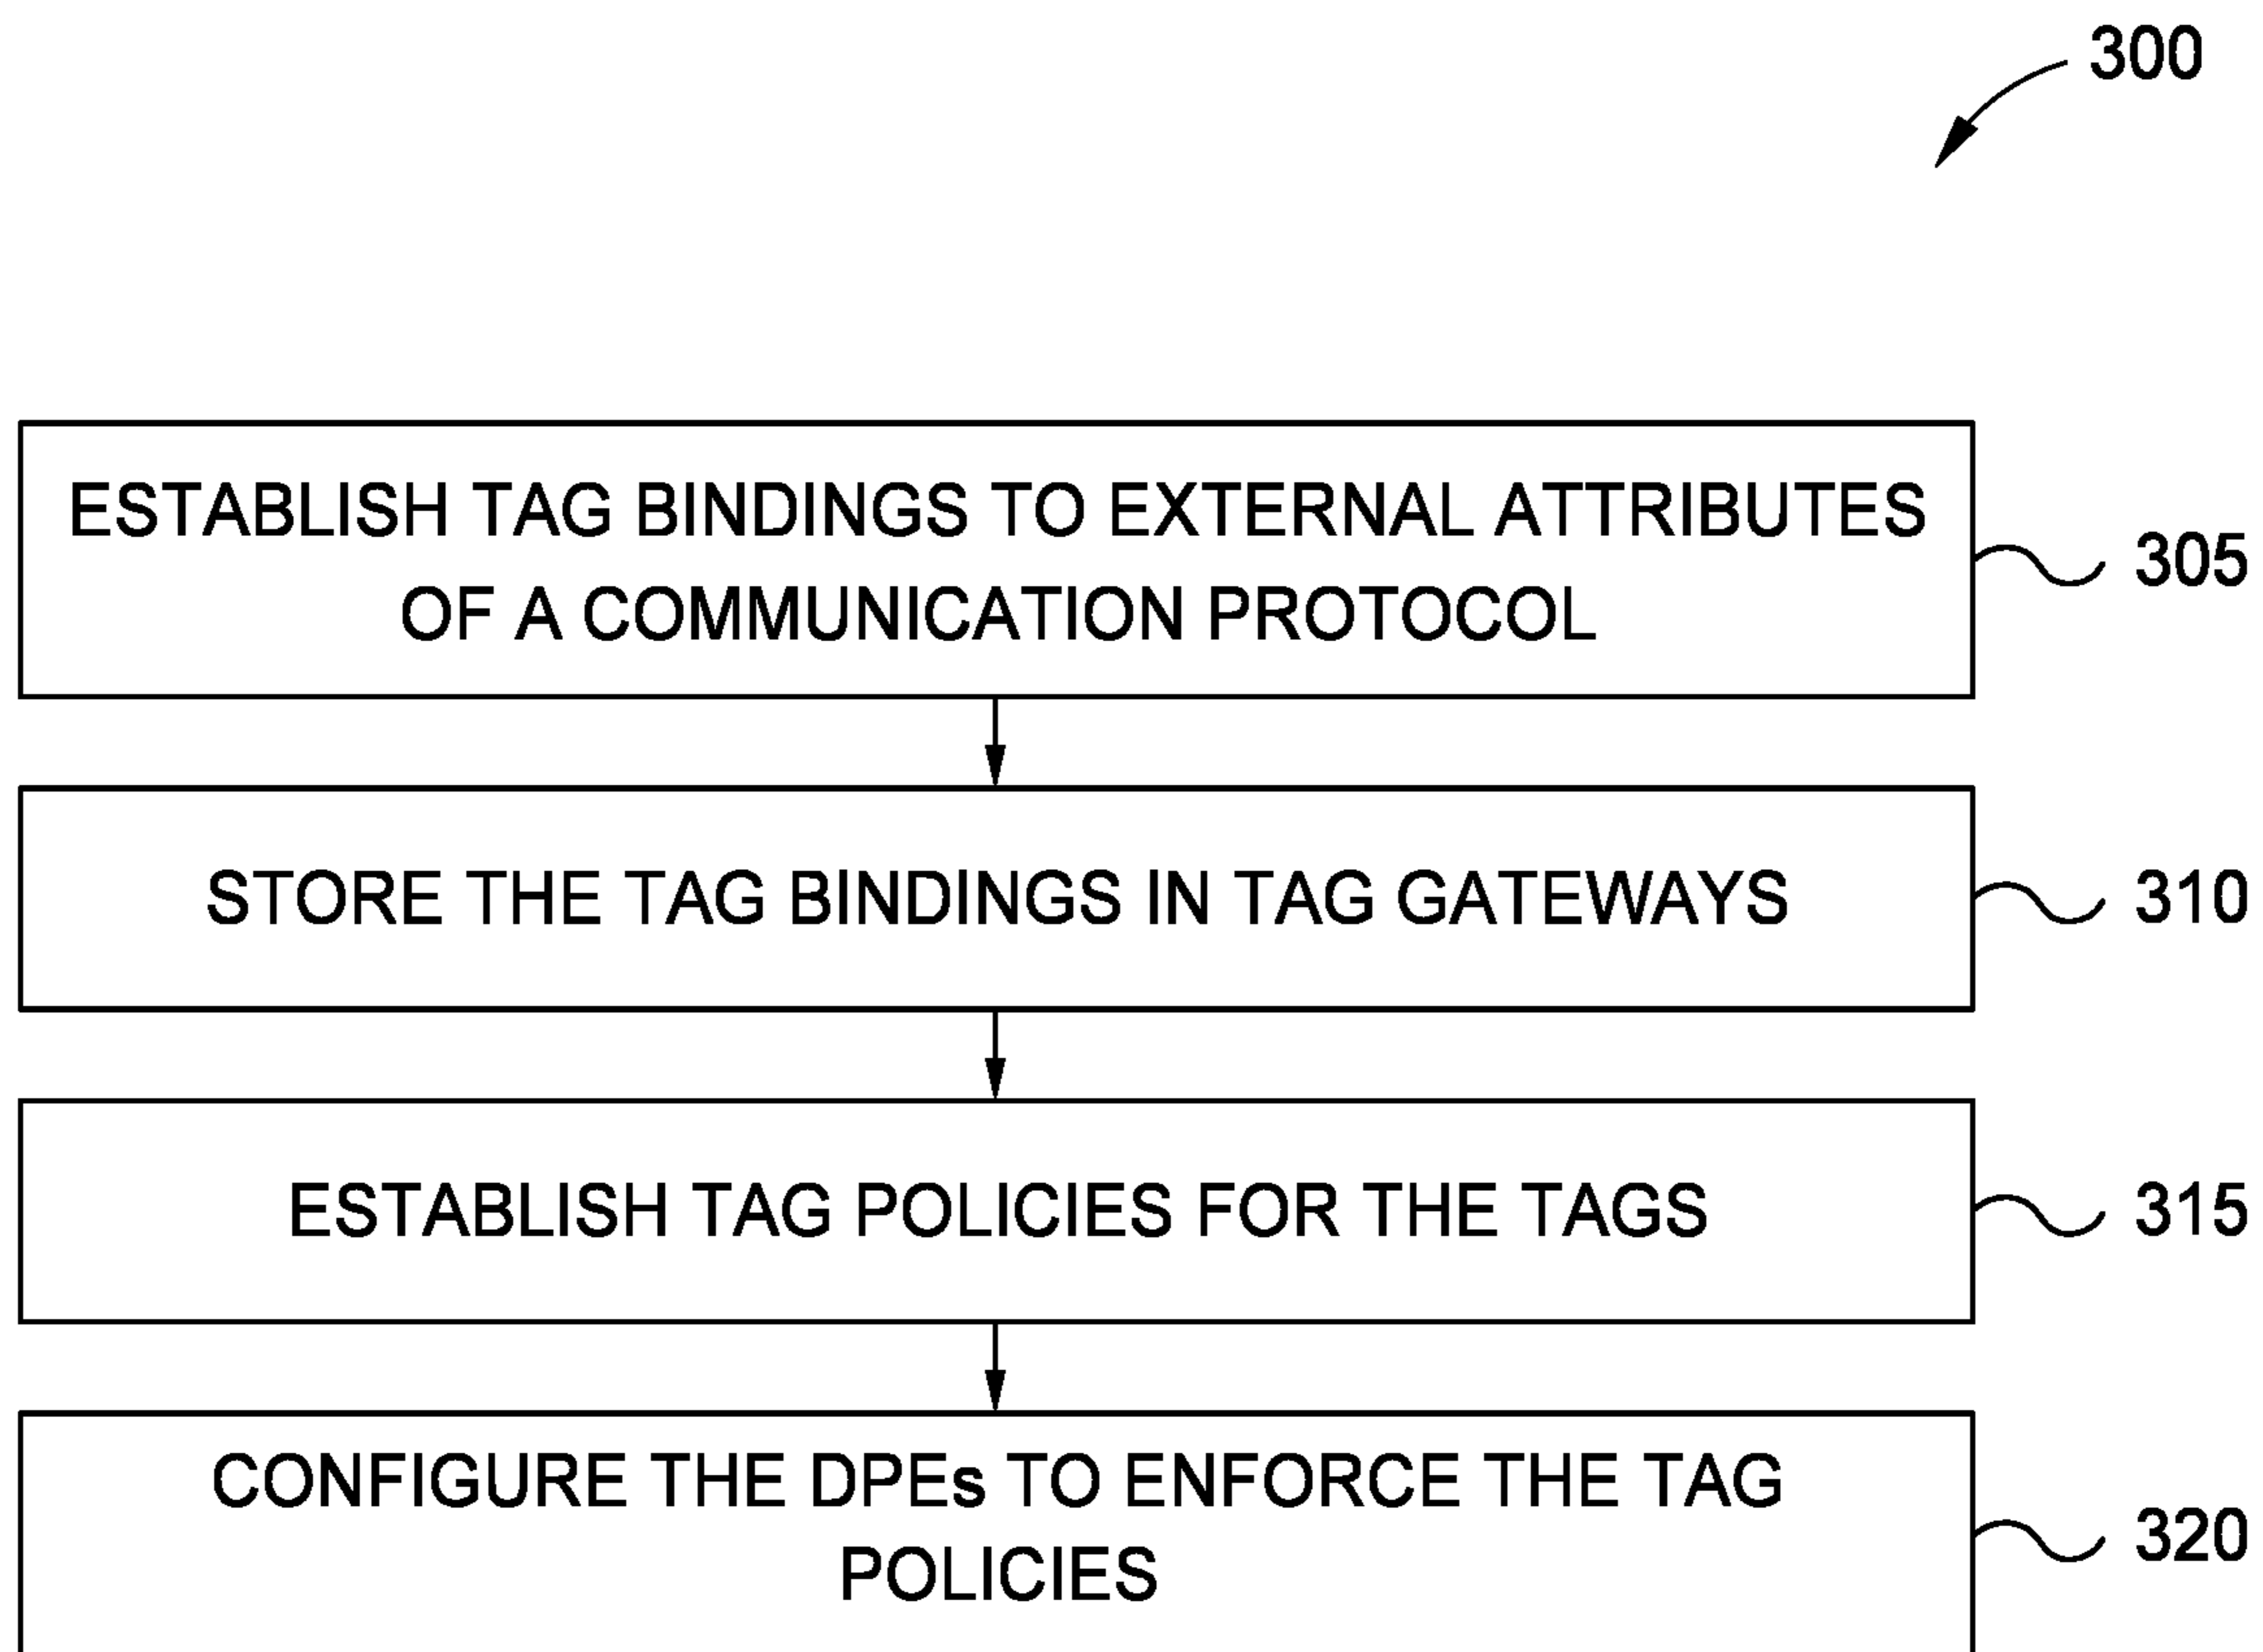 300
ESTABLISH TAG BINDINGS TO EXTERNAL ATTRIBUTES
OF A COMMUNICATION PROTOCOL
305
STORE THE TAG BINDINGS IN TAG GATEWAYS
310
ESTABLISH TAG POLICIES FOR THE TAGS
315
CONFIGURE THE DPEs TO ENFORCE THE TAG
POLICIES
320